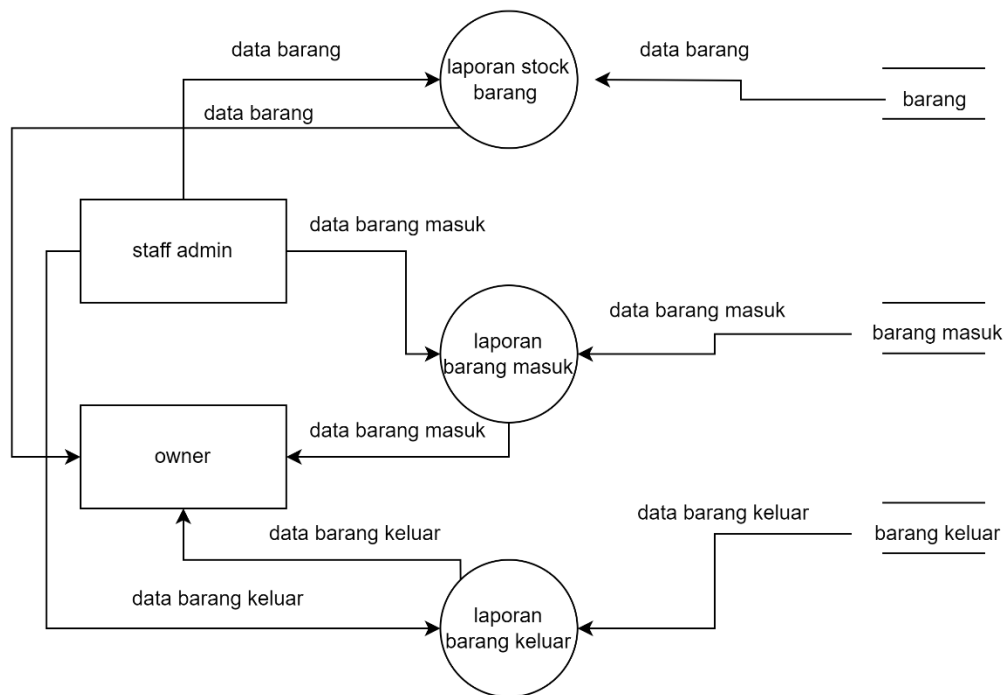 data barang
laporan stock
barang
data barang
barang
data barang
staff admin
data barang masuk
data barang masuk
barang masuk
laporan
barang masuk
data barang masuk
owner
data barang keluar
barang keluar
data barang keluar
data barang keluar
laporan
barang keluar